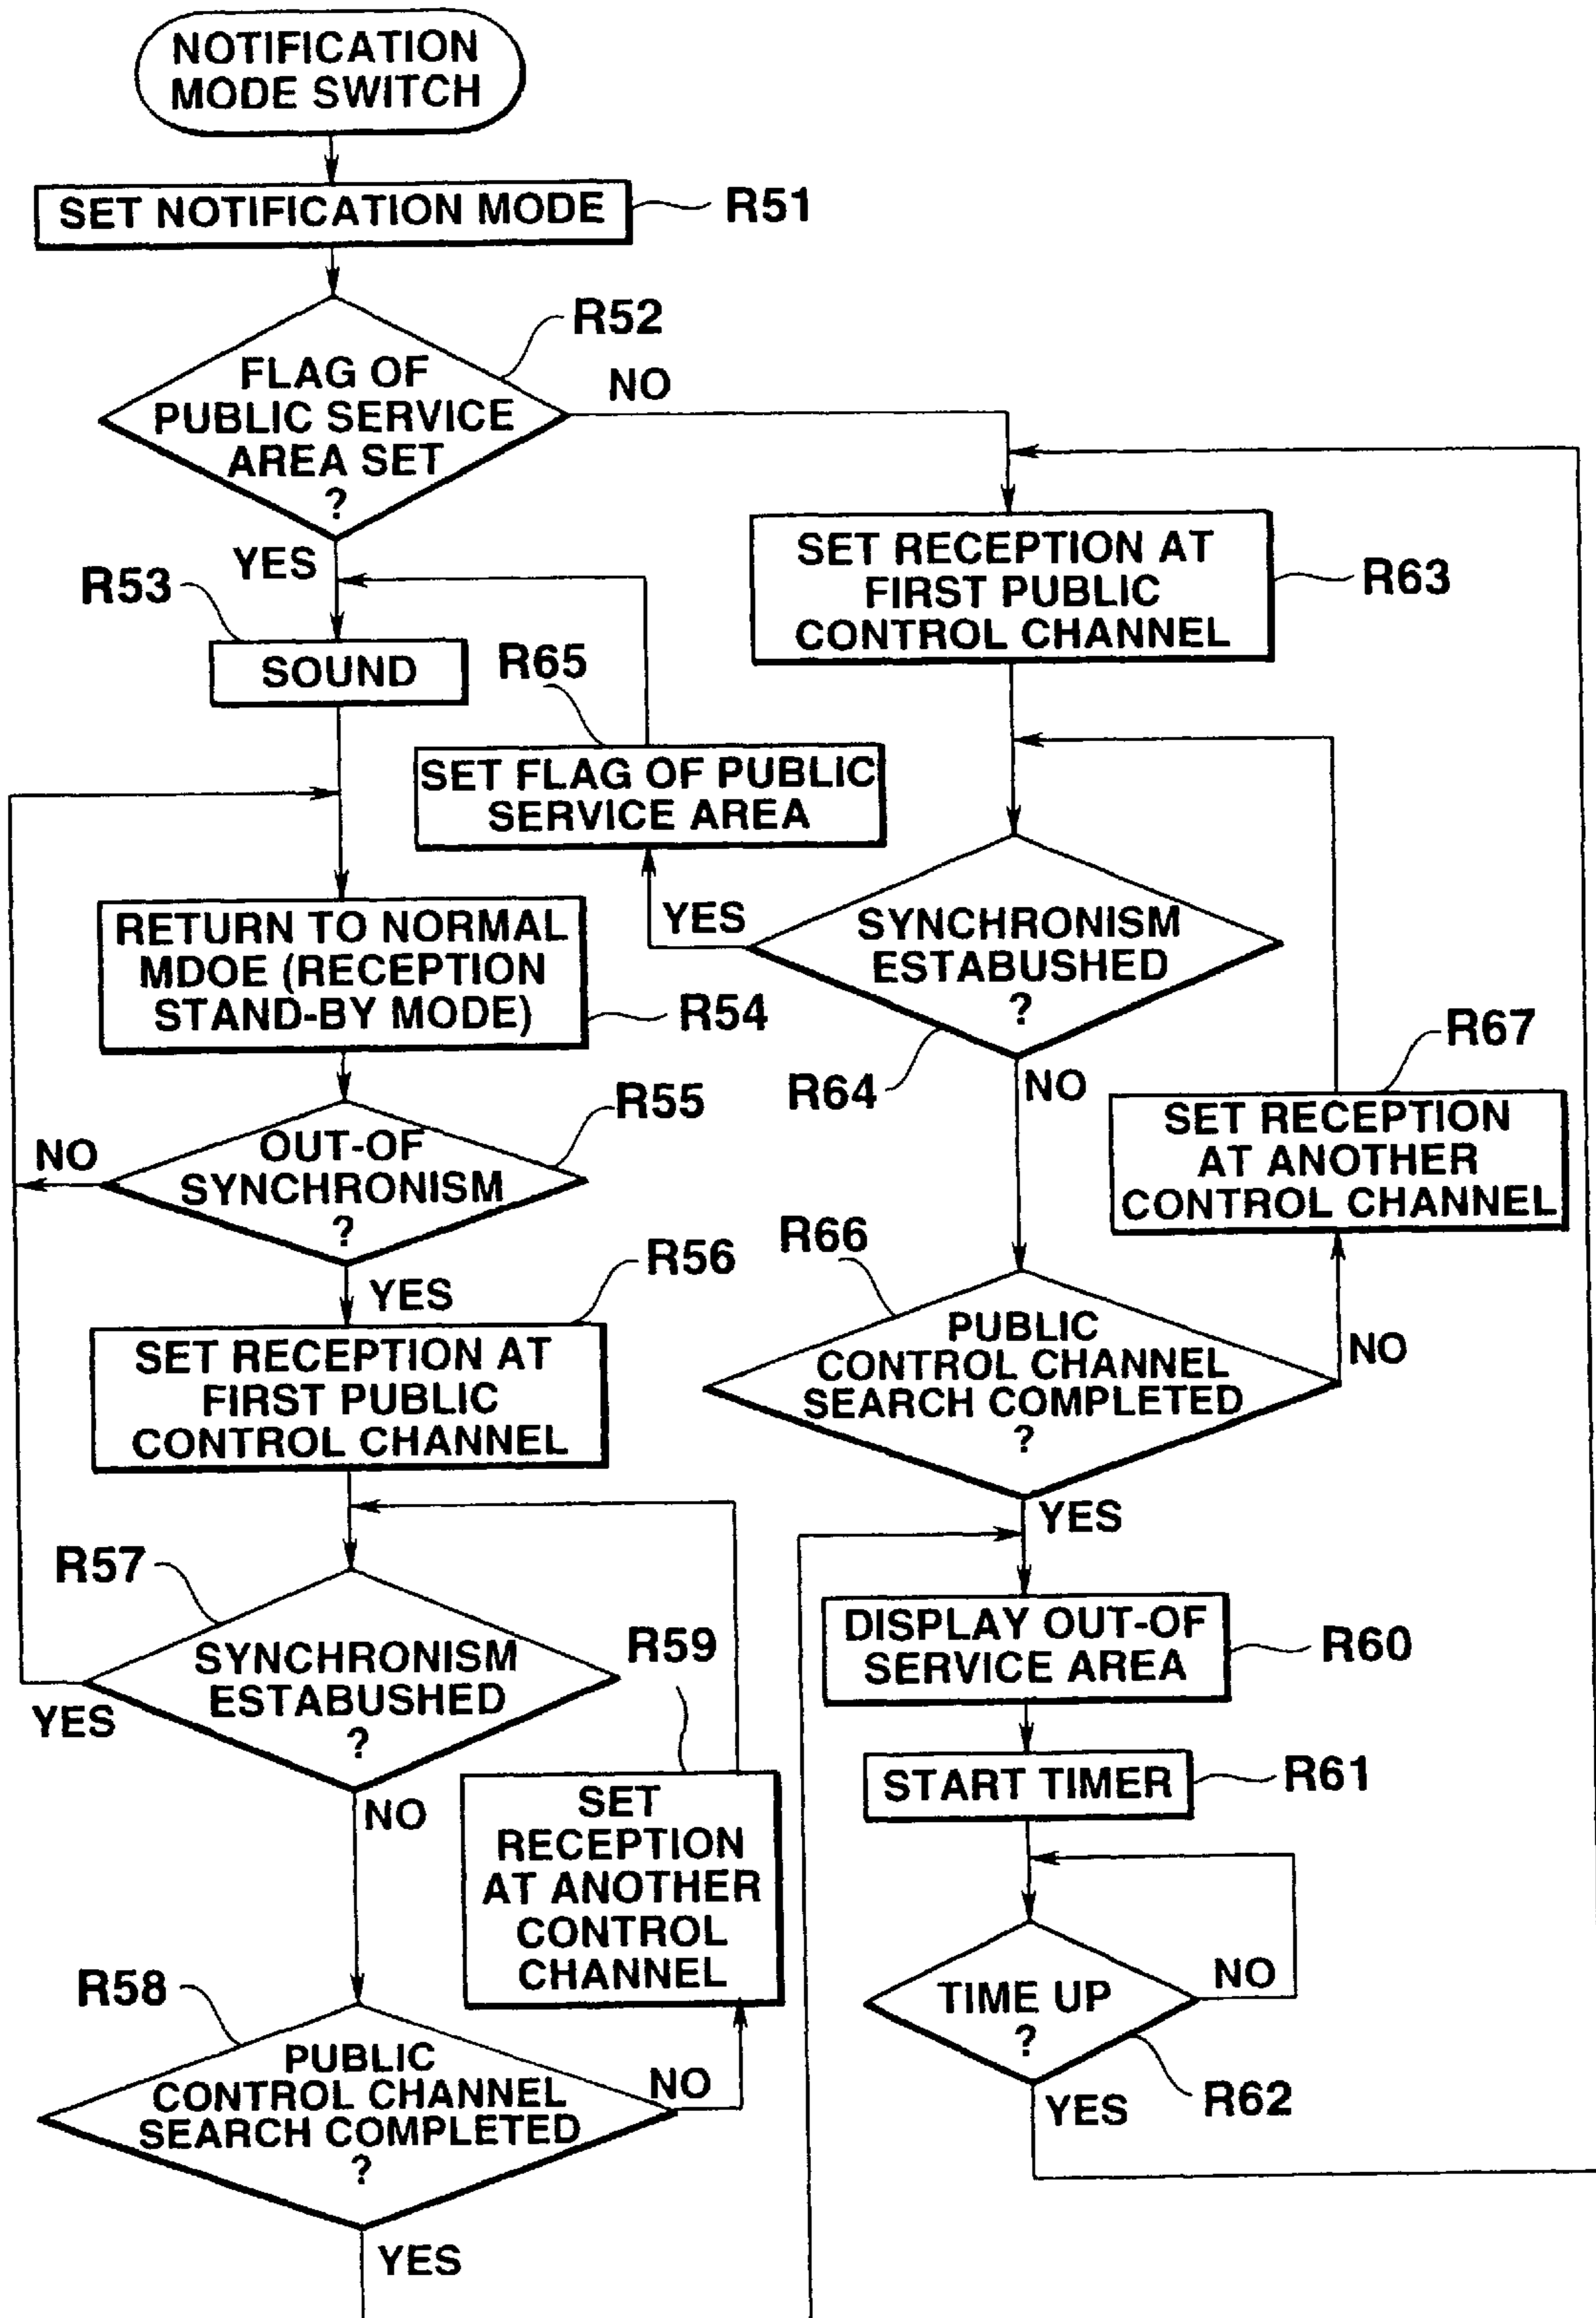 NOTIFICATION
MODE SWITCH
SET NOTIFICATION MODE
R51
R52
FLAG OF
PUBLIC SERVICE
AREA SET
?
NO
YES
R53
SOUND
R65
SET FLAG OF PUBLIC
SERVICE AREA
SET RECEPTION AT
FIRST PUBLIC
CONTROL CHANNEL
R63
RETURN TO NORMAL
MDOE (RECEPTION
STAND-BY MODE)
R54
YES
SYNCHRONISM
ESTABUSHED
?
R64
NO
R67
SET RECEPTION
AT ANOTHER
CONTROL CHANNEL
R55
OUT-OF
SYNCHRONISM
?
NO
YES
R56
SET RECEPTION AT
FIRST PUBLIC
CONTROL CHANNEL
R66
PUBLIC
CONTROL CHANNEL
SEARCH COMPLETED
?
NO
YES
R57
SYNCHRONISM
ESTABUSHED
?
YES
NO
R59
SET
RECEPTION
AT ANOTHER
CONTROL
CHANNEL
DISPLAY OUT-OF
SERVICE AREA
R60
START TIMER
R61
TIME UP
?
NO
R62
YES
R58
PUBLIC
CONTROL CHANNEL
SEARCH COMPLETED
?
NO
YES